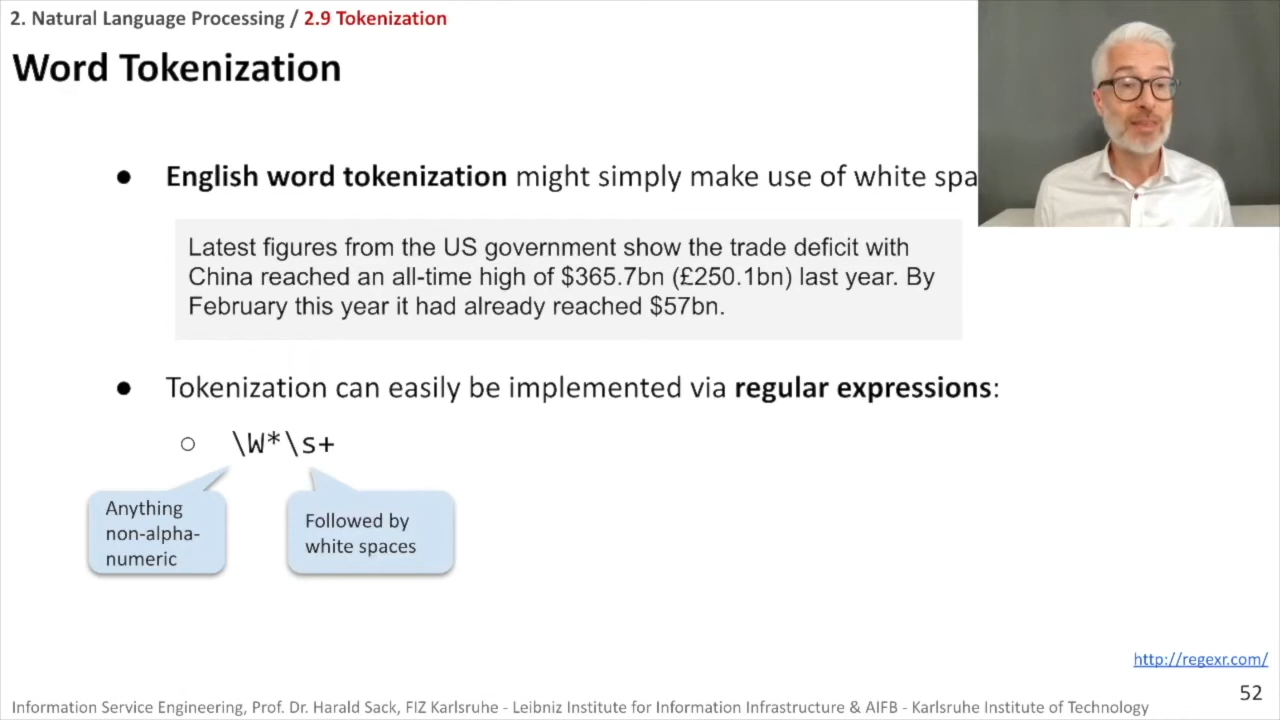 2. Natural Language Processing / 2.9 Tokenization
Word Tokenization
● English word tokenization might simply make use of white spa
Latest figures from the US government show the trade deficit with
China reached an all-time high of $365.7bn (£250.1bn) last year. By
February this year it had already reached $57bn.
● Tokenization can easily be implemented via regular expressions:
○ \W*\s+
Anything
non-alpha-
numeric
Followed by
white spaces
http://regexr.com/
52
Information Service Engineering, Prof. Dr. Harald Sack, FIZ Karlsruhe - Leibniz Institute for Information Infrastructure & AIFB - Karlsruhe Institute of Technology